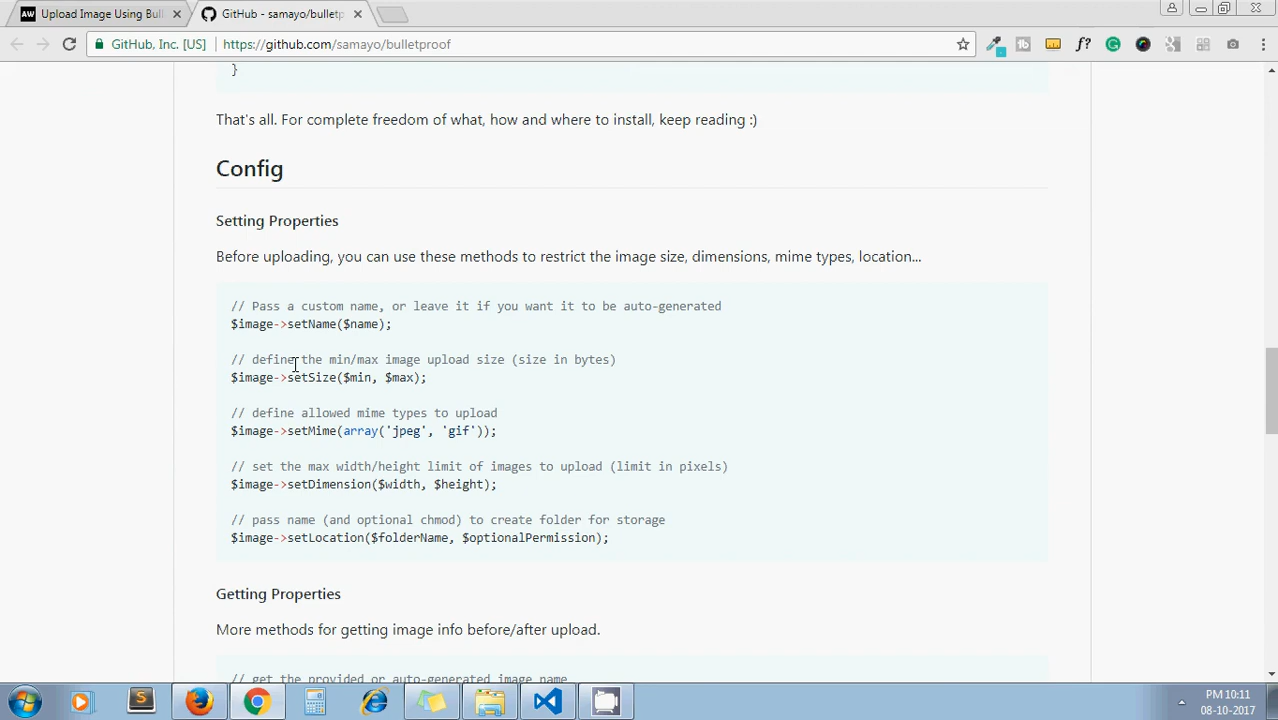 Upload Image Using Bull
GitHub - samayo/bulletp
GitHub, Inc. [US]
https://github.com/samayo/bulletproof
}
That's all. For complete freedom of what, how and where to install, keep reading :)
Config
Setting Properties
Before uploading, you can use these methods to restrict the image size, dimensions, mime types, location...
// Pass a custom name, or leave it if you want it to be auto-generated
$image->setName($name);
// define the min/max image upload size (size in bytes)
$image->setSize($min, $max);
// define allowed mime types to upload
$image->setMime(array('jpeg', 'gif'));
// set the max width/height limit of images to upload (limit in pixels)
$image->setDimension($width, $height);
// pass name (and optional chmod) to create folder for storage
$image->setLocation($folderName, $optionalPermission);
Getting Properties
More methods for getting image info before/after upload.
// get the provided or auto-generated image name
PM 10:11
08-10-2017